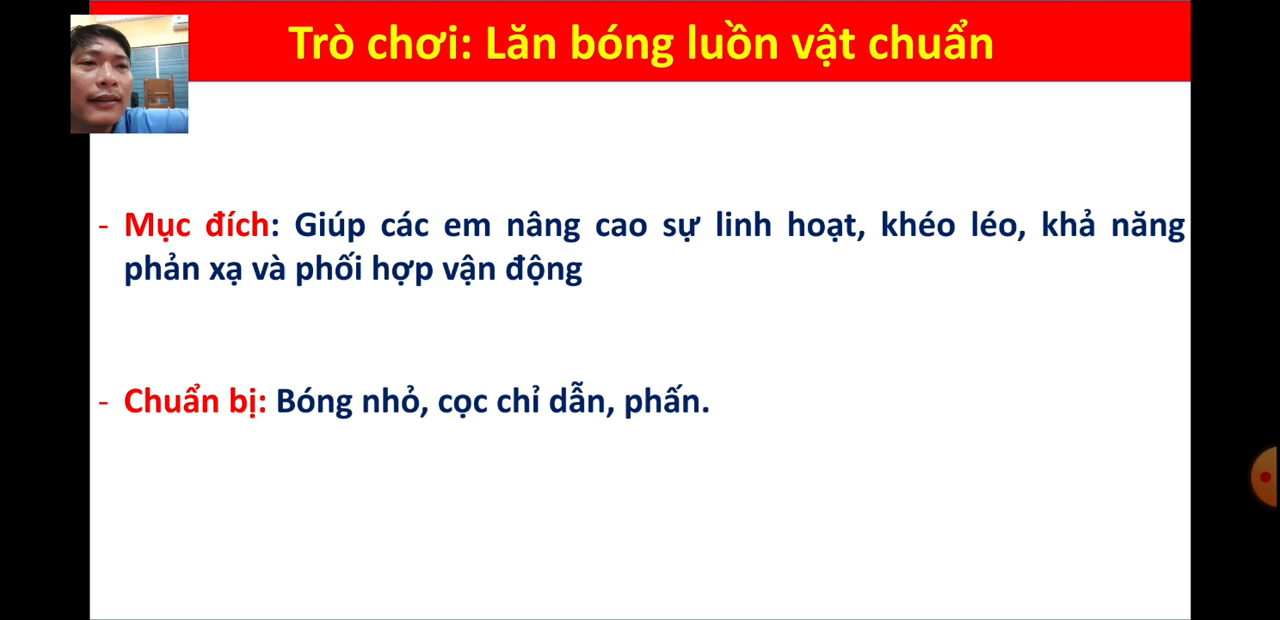 Trò chơi: Lăn bóng luồn vật chuẩn
- Mục đích: Giúp các em nâng cao sự linh hoạt, khéo léo, khả năng
phản xạ và phối hợp vận động
- Chuẩn bị: Bóng nhỏ, cọc chỉ dẫn, phấn.